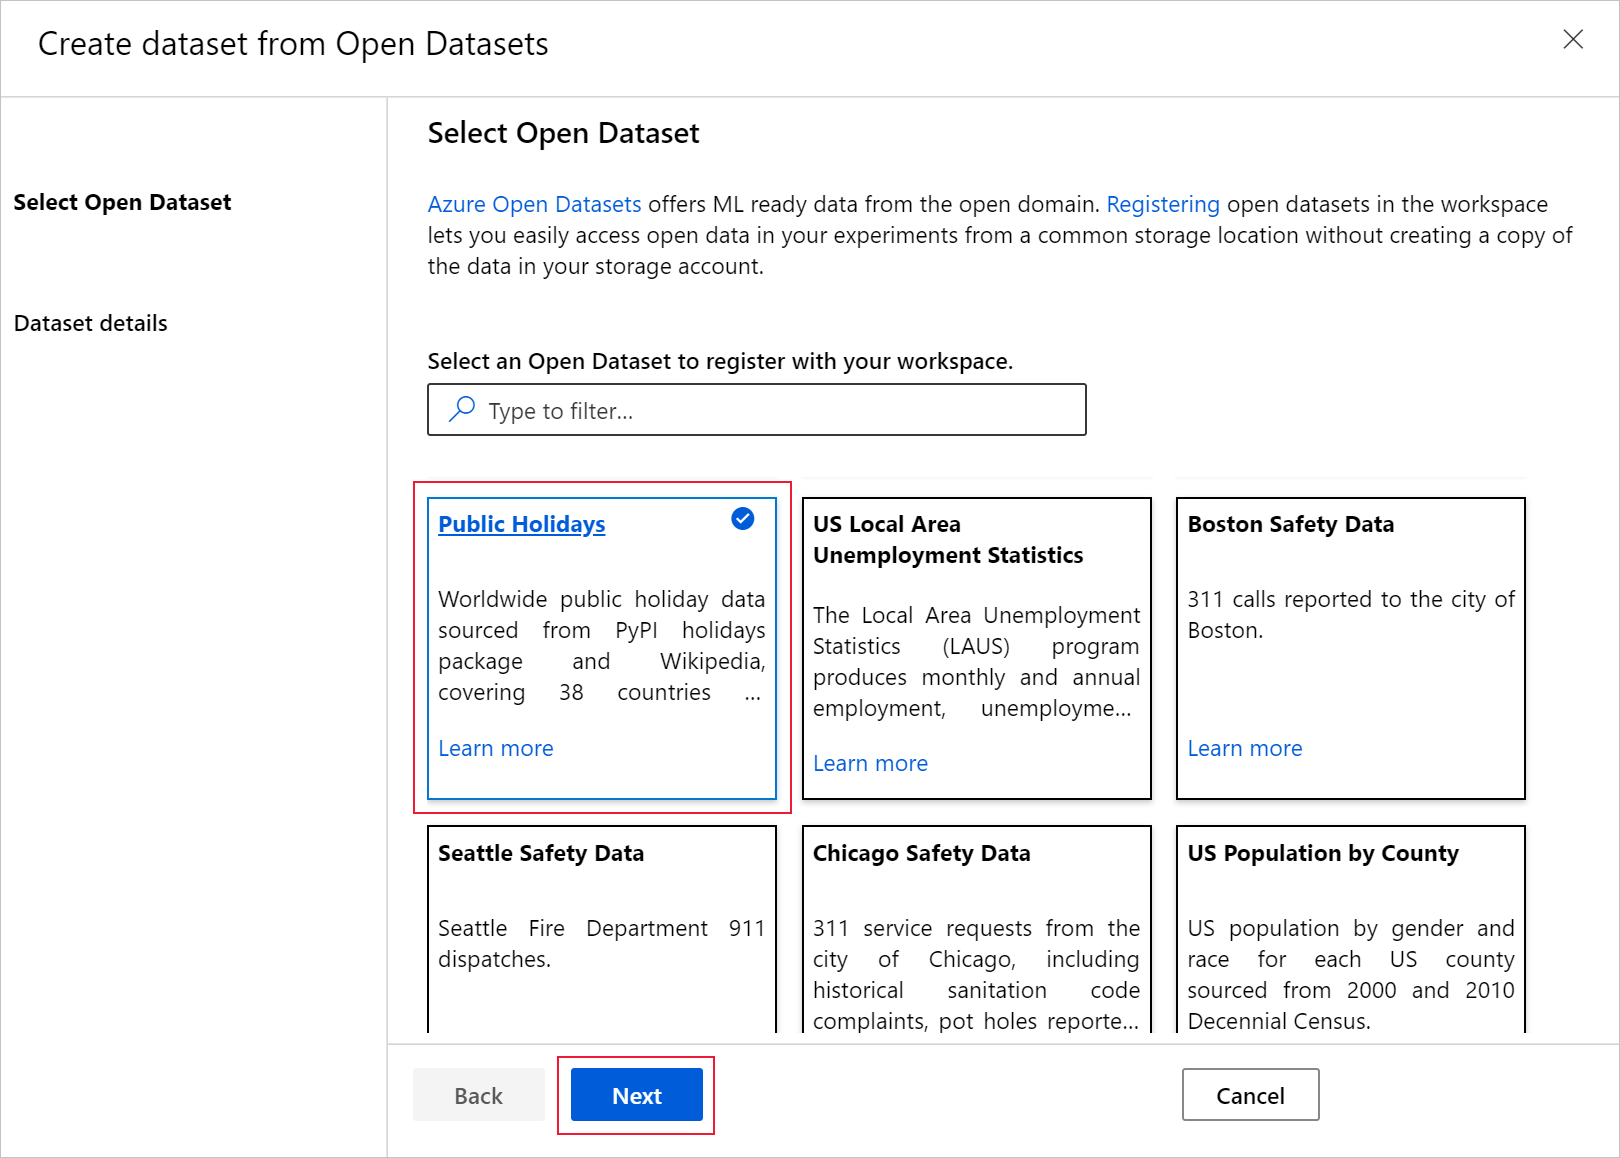 Create dataset from Open Datasets
Select Open Dataset
Dataset details
Select Open Dataset
Azure Open Datasets offers ML ready data from the open domain. Registering open datasets in the workspace
lets you easily access open data in your experiments from a common storage location without creating a copy of
the data in your storage account.
Select an Open Dataset to register with your workspace.
Type to filter...
Public Holidays
Worldwide public holiday data
sourced from PyPI holidays
package and Wikipedia,
covering 38 countries ...
Learn more
US Local Area
Unemployment Statistics
The Local Area Unemployment
Statistics (LAUS) program
produces monthly and annual
employment, unemployme...
Learn more
Boston Safety Data
311 calls reported to the city of
Boston.
Learn more
Seattle Safety Data
Seattle Fire Department 911
dispatches.
Chicago Safety Data
311 service requests from the
city of Chicago, including
historical sanitation code
complaints, pot holes reporte...
US Population by County
US population by gender and
race for each US county
sourced from 2000 and 2010
Decennial Census.
Back
Next
Cancel